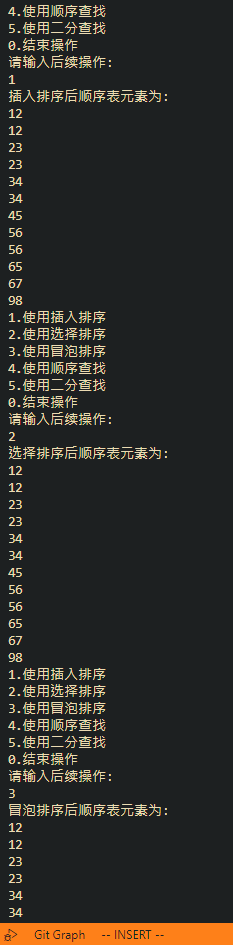 4.使用顺序查找
5.使用二分查找
0.结束操作
请输入后续操作:
1
插入排序后顺序表元素为:
12
12
23
23
34
34
45
56
56
65
67
98
1.使用插入排序
2.使用选择排序
3.使用冒泡排序
4.使用顺序查找
5.使用二分查找
0.结束操作
请输入后续操作:
2
选择排序后顺序表元素为:
12
12
23
23
34
34
45
56
56
65
67
98
1.使用插入排序
2.使用选择排序
3.使用冒泡排序
4.使用顺序查找
5.使用二分查找
0.结束操作
请输入后续操作:
3
冒泡排序后顺序表元素为:
12
12
23
23
34
34
Git Graph -- INSERT --